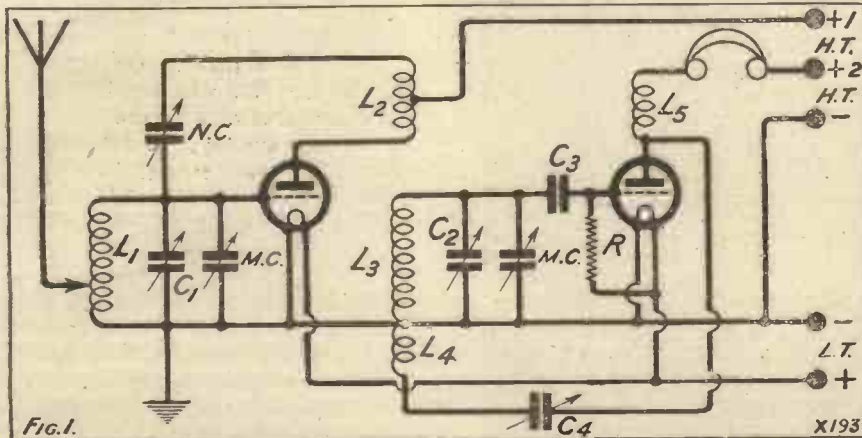 +1
H.T.
+2
H.T.
-
L2
N.C.
L5
C3
L1
C1
M.C.
L3
C2
M.C.
R
L4
-
L.T.
+
C4
FIG.1.
X193